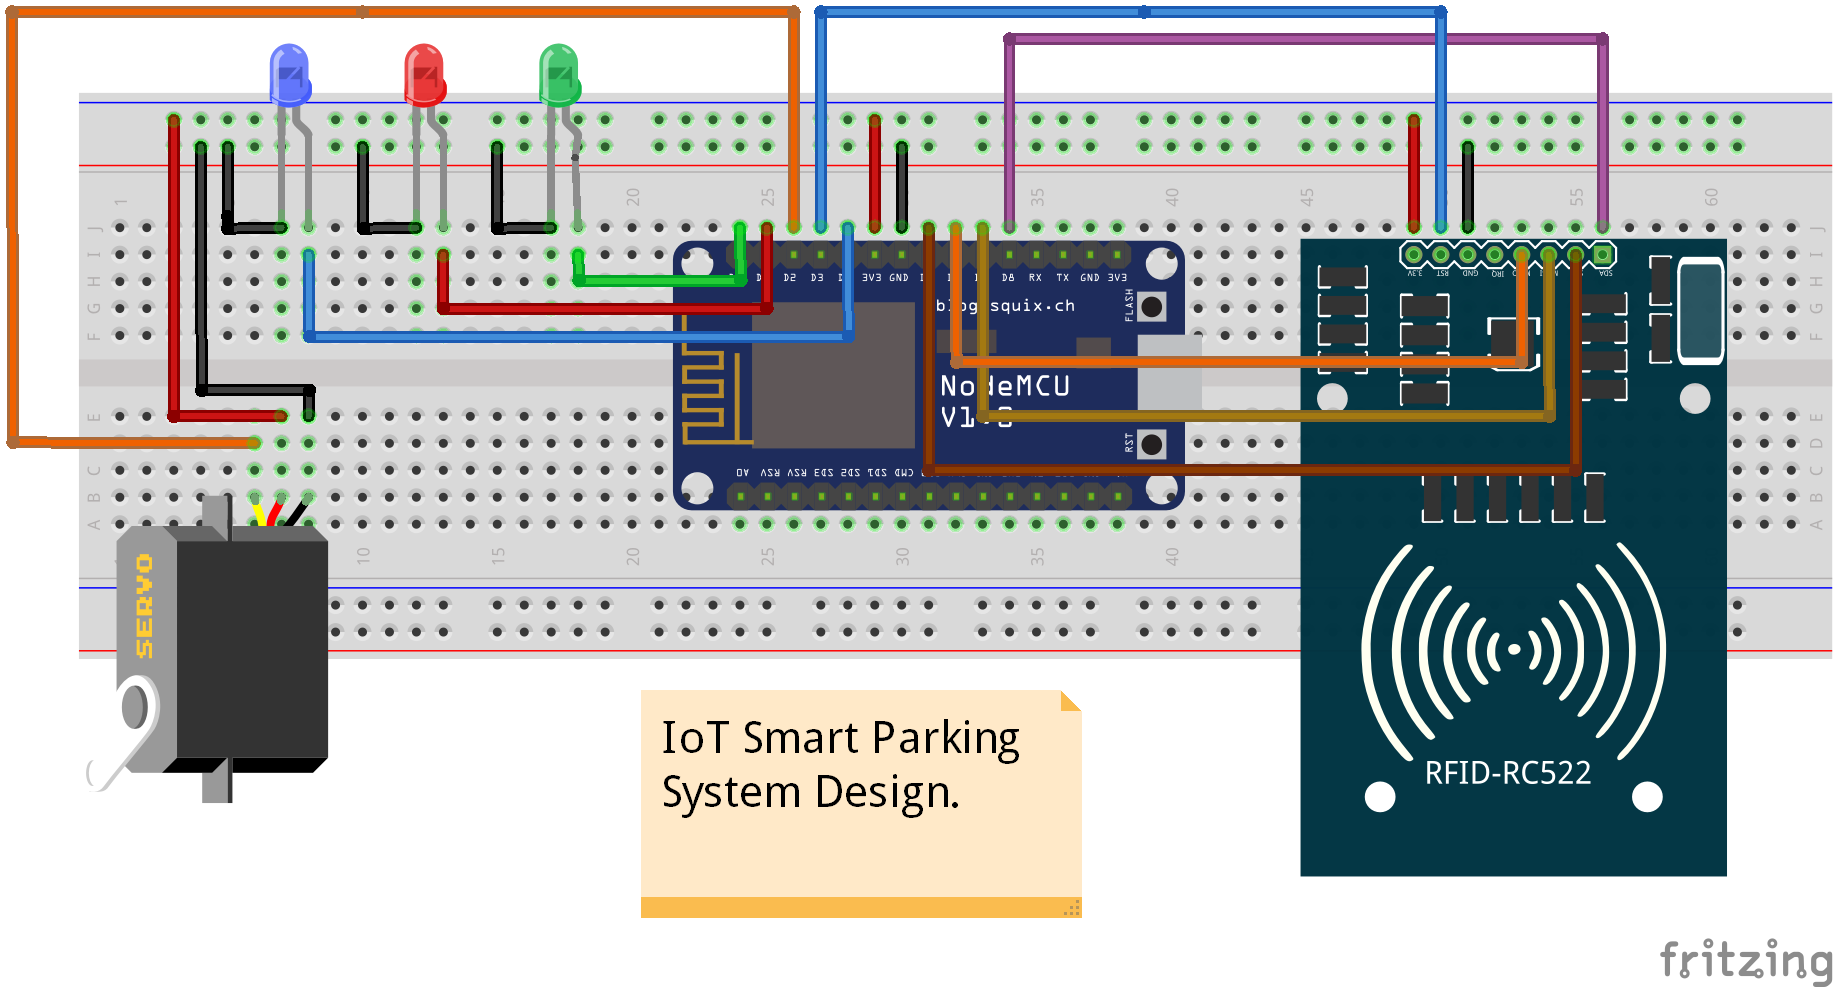 1
20
25
35
40
45
55
60
J
J
I
I
H
H
G
G
F
F
D2
D3
3V3
GND
D8
RX
TX
GND
3V3
3.3V
RST
GND
IRQ
SDA
blog.squix.ch
FLASH
NodeMCU
E
E
D
D
C
C
B
B
A
A
RST
10
15
20
25
30
35
40
SERVO
IoT Smart Parking
System Design.
RFID-RC522
fritzing